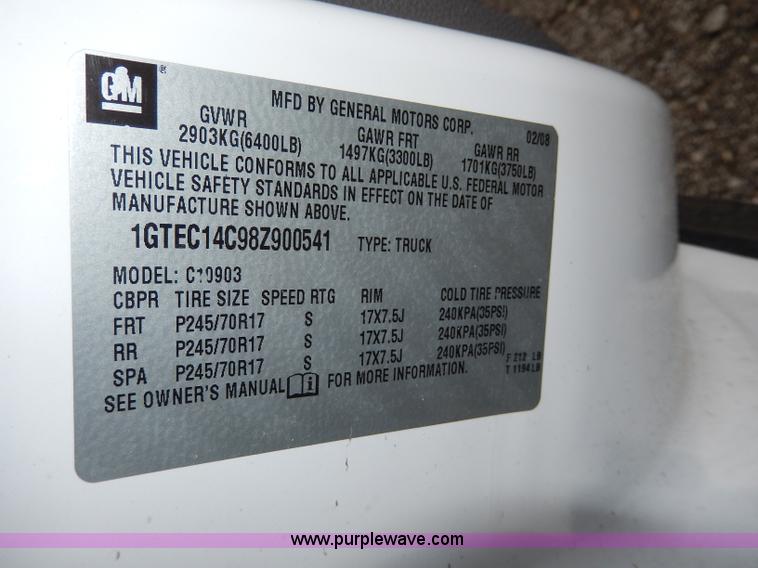 GM ®
MFD BY GENERAL MOTORS CORP. 02/08
GVWR GAWR FRT GAWR RR
2903KG(6400LB) 1497KG(3300LB) 1701KG(3750LB)
THIS VEHICLE CONFORMS TO ALL APPLICABLE U.S. FEDERAL MOTOR
VEHICLE SAFETY STANDARDS IN EFFECT ON THE DATE OF
MANUFACTURE SHOWN ABOVE.
1GTEC14C98Z900541 TYPE: TRUCK
MODEL: C10903
CBPR TIRE SIZE SPEED RTG RIM COLD TIRE PRESSURE
FRT P245/70R17 S 17X7.5J 240KPA(35PSI)
RR P245/70R17 S 17X7.5J 240KPA(35PSI)
SPA P245/70R17 S 17X7.5J 240KPA(35PSI)
SEE OWNER'S MANUAL FOR MORE INFORMATION.
F 212 LB
T 1194 LB
www.purplewave.com